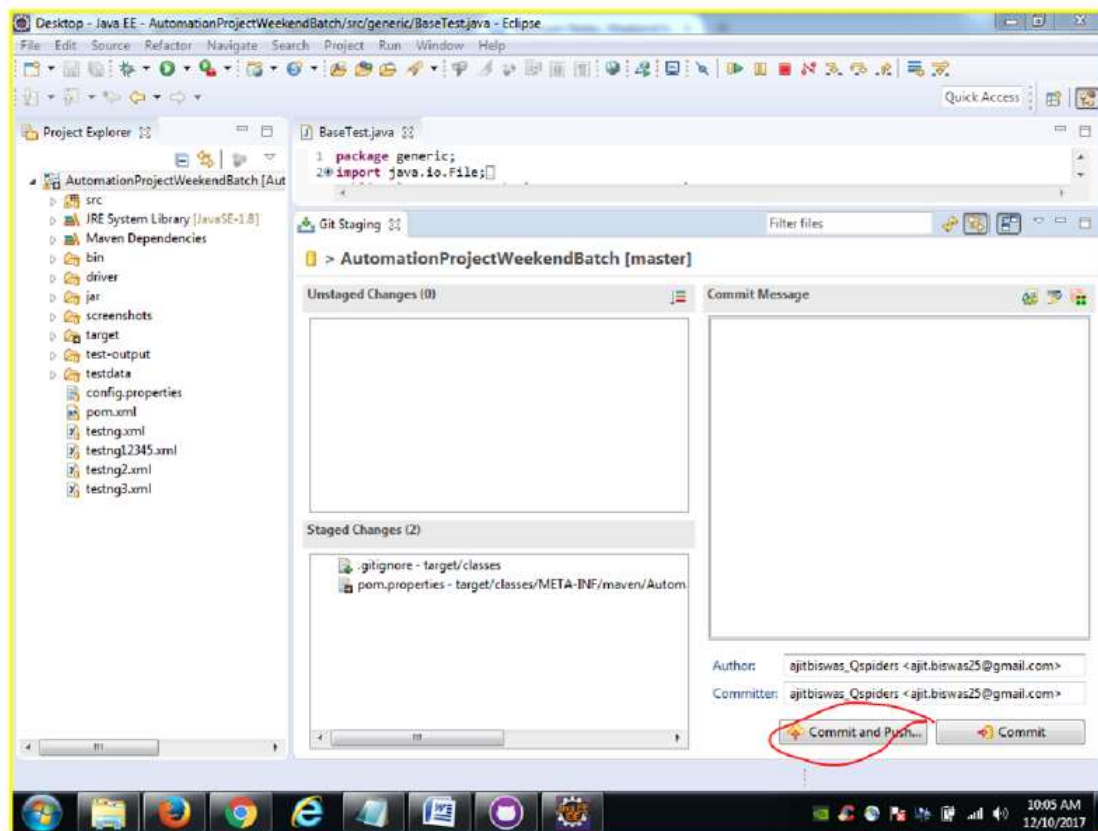 Desktop - Java EE - AutomationProjectWeekendBatch/src/generic/BaseTest.java - Eclipse
File Edit Source Refactor Navigate Search Project Run Window Help
Quick Access
Project Explorer
BaseTest.java
1 package generic;
2 import java.io.File;
AutomationProjectWeekendBatch [Aut
src
JRE System Library [JavaSE-1.8]
Maven Dependencies
bin
driver
jar
screenshots
target
test-output
testdata
config.properties
pom.xml
testng.xml
testng12345.xml
testng2.xml
testng3.xml
Git Staging
Filter files
> AutomationProjectWeekendBatch [master]
Unstaged Changes (0)
Staged Changes (2)
.gitignore - target/classes
pom.properties - target/classes/META-INF/maven/Autom
Commit Message
Author: ajitbiswas_Qspiders <ajit.biswas25@gmail.com>
Committer: ajitbiswas_Qspiders <ajit.biswas25@gmail.com>
Commit and Push...
Commit
10:05 AM
12/10/2017